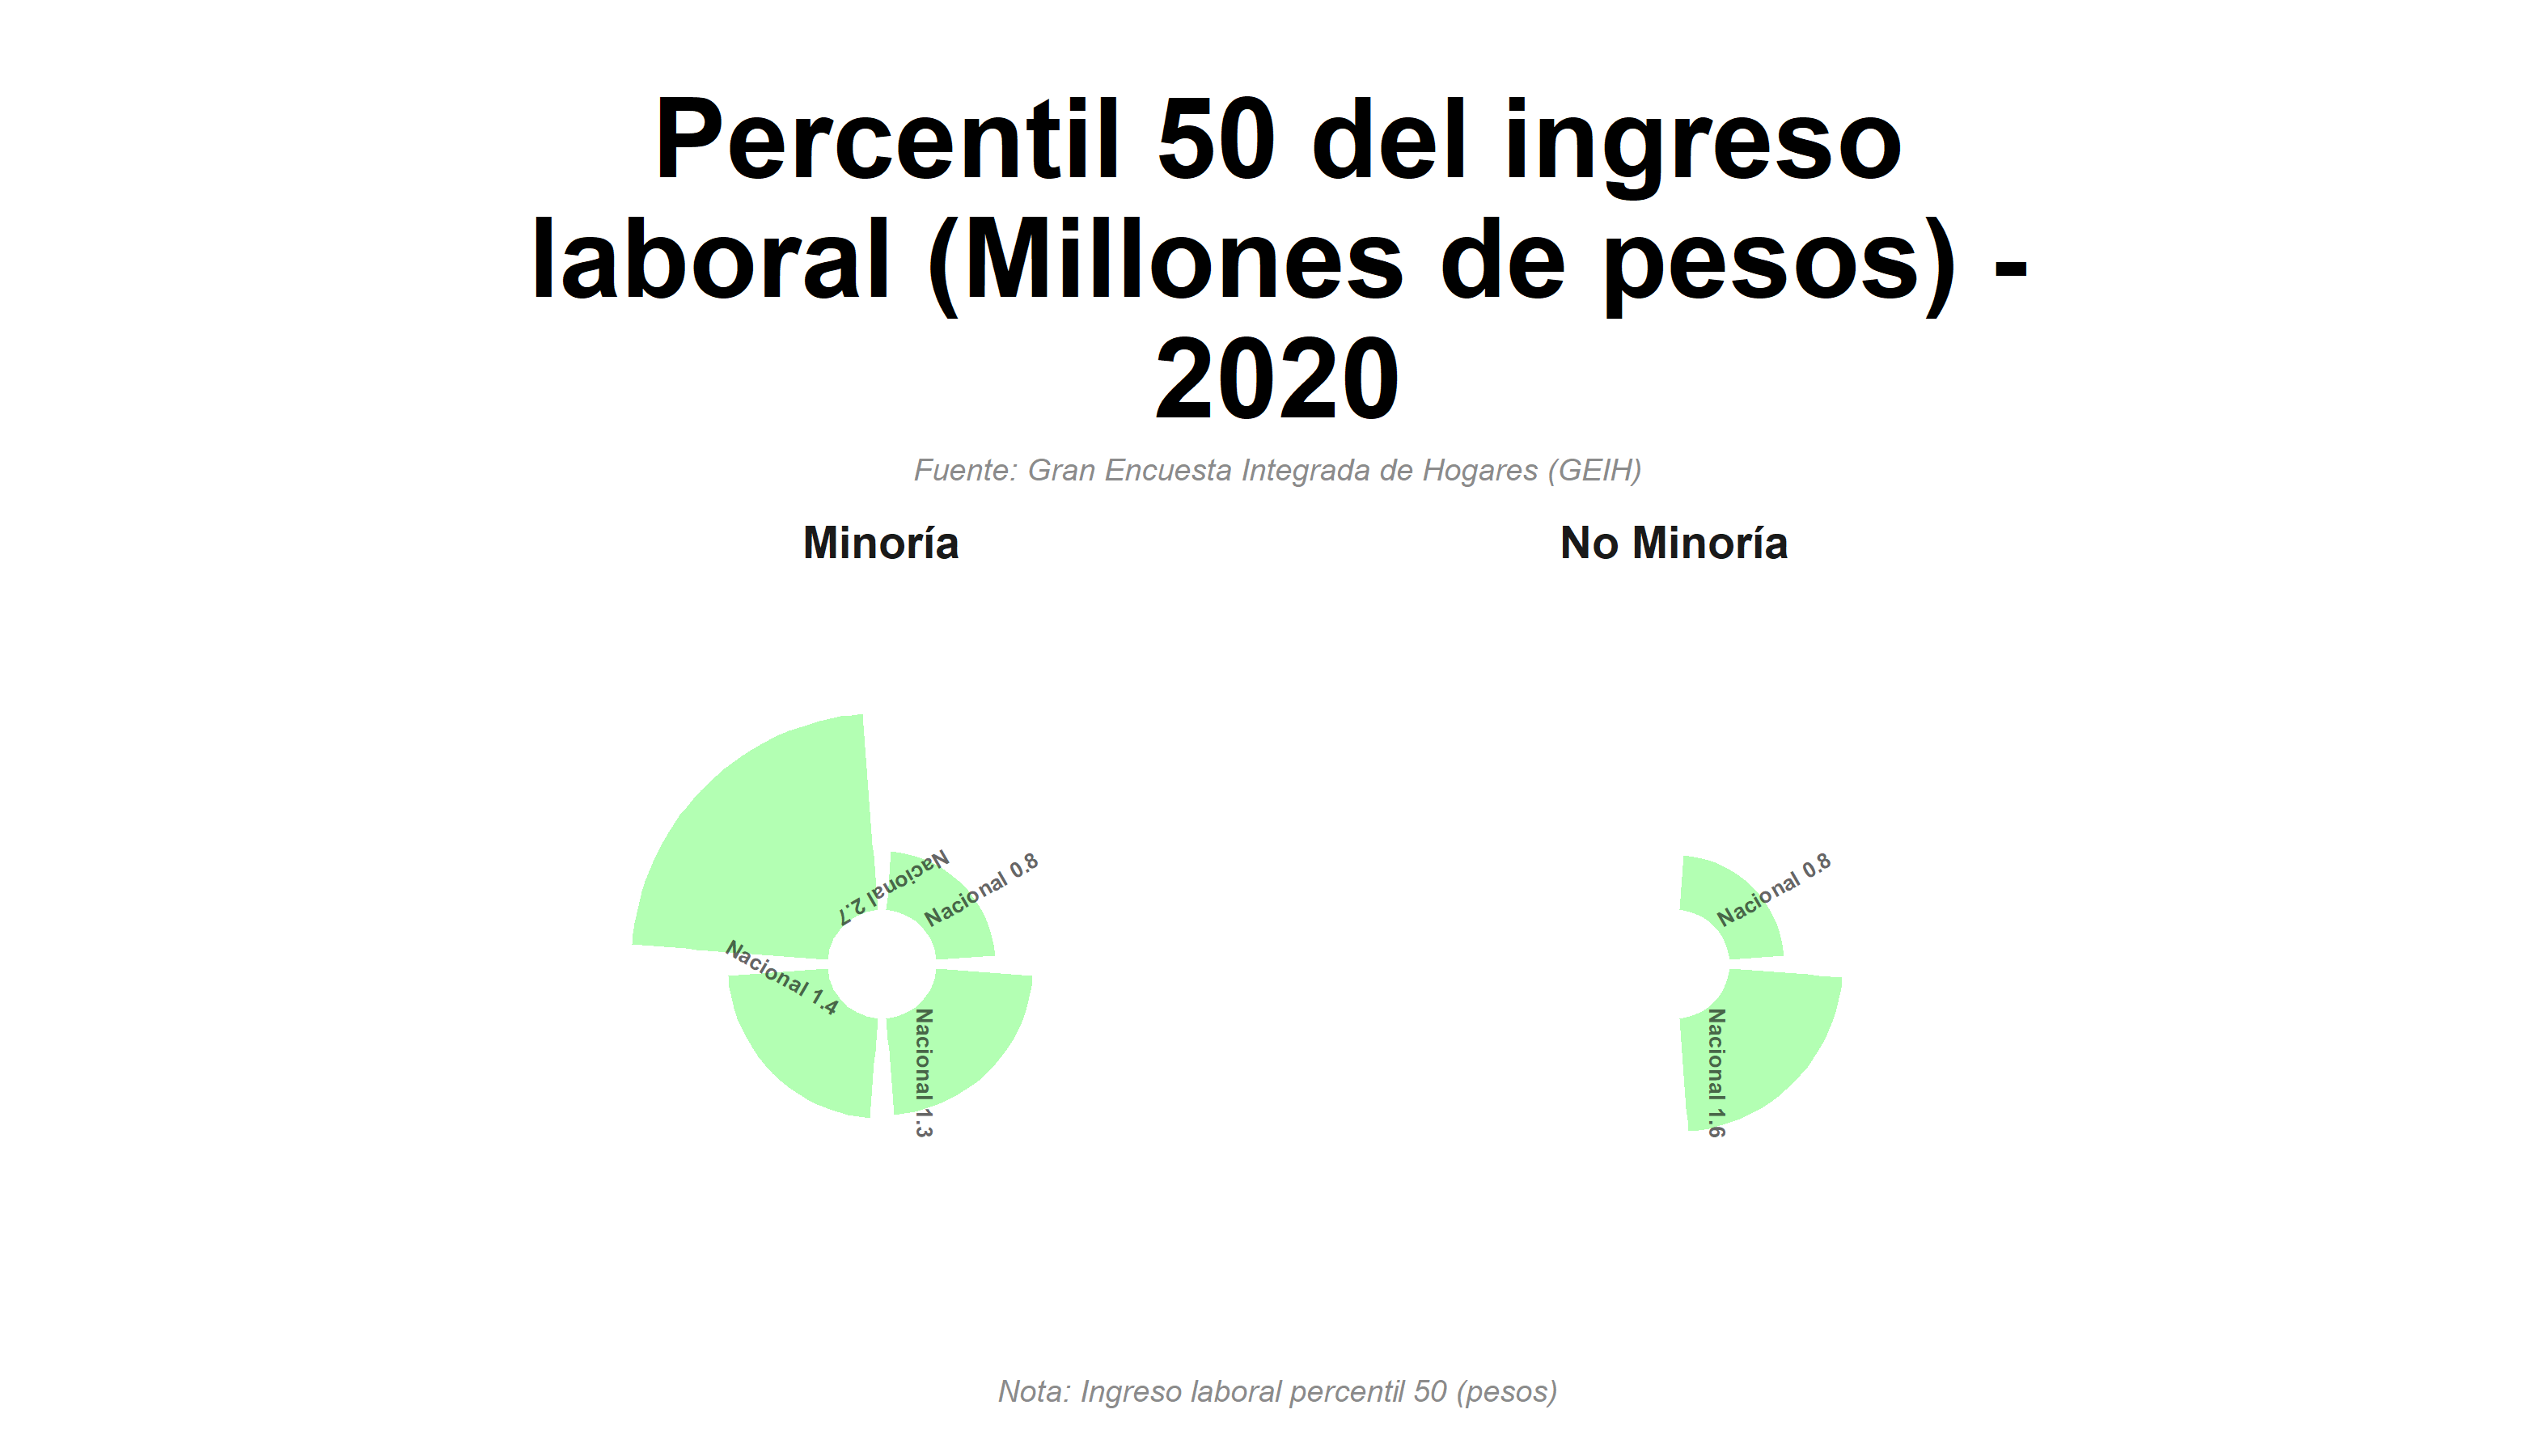 Percentil 50 del ingreso
laboral (Millones de pesos) -
2020
Fuente: Gran Encuesta Integrada de Hogares (GEIH)
Minoría
No Minoría
Nacional 2.7
Nacional 0.8
Nacional 1.4
Nacional 1.3
Nacional 0.8
Nacional 1.6
Nota: Ingreso laboral percentil 50 (pesos)